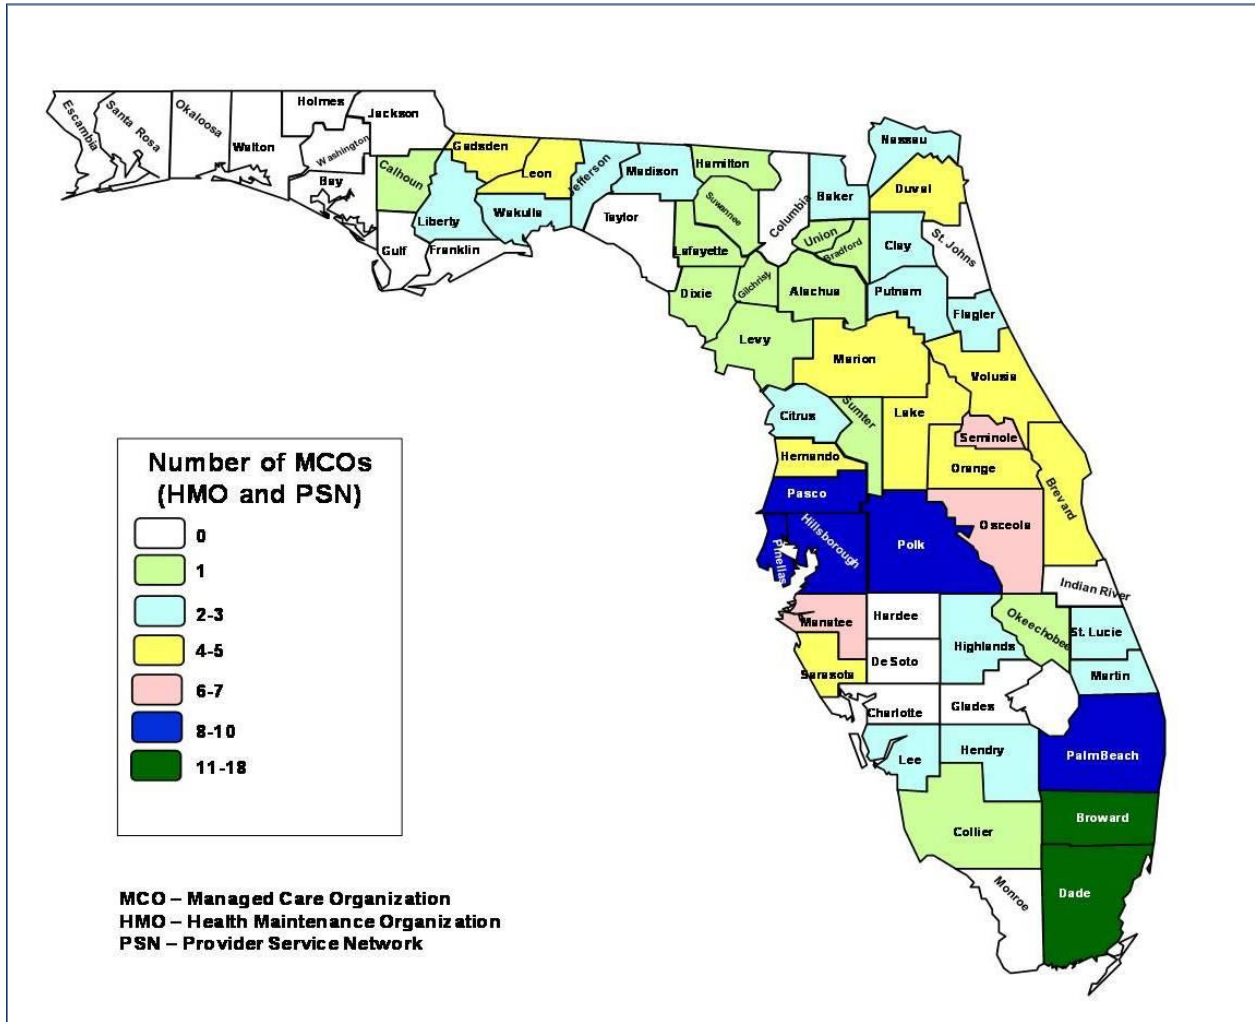 Escambia
Santa Rosa
Okaloosa
Walton
Holmes
Washington
Jackson
Bay
Calhoun
Gulf
Gadsden
Liberty
Franklin
Leon
Wakulla
Jefferson
Madison
Taylor
Hamilton
Suwannee
Lafayette
Columbia
Baker
Nassau
Duval
Union
Bradford
Clay
St. Johns
Dixie
Gilchrist
Alachua
Putnam
Flagler
Levy
Marion
Volusia
Citrus
Sumter
Lake
Hernando
Seminole
Orange
Brevard
Pasco
Hillsborough
Pinellas
Polk
Osceola
Indian River
Manatee
Hardee
Highlands
Okeechobee
St. Lucie
De Soto
Sarasota
Martin
Charlotte
Glades
Lee
Hendry
PalmBeach
Collier
Broward
Monroe
Dade
Number of MCOs
(HMO and PSN)
0
1
2-3
4-5
6-7
8-10
11-18
MCO – Managed Care Organization
HMO – Health Maintenance Organization
PSN – Provider Service Network